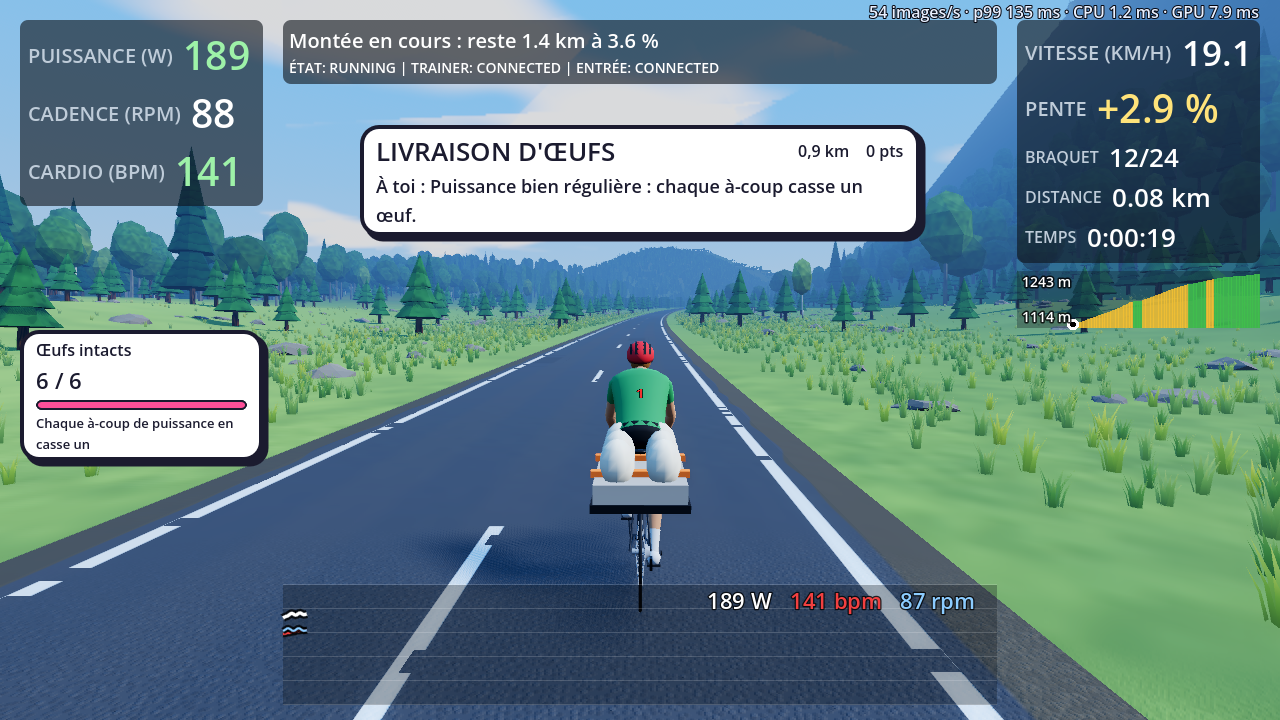 54 images/s · p99 135 ms · CPU 1.2 ms · GPU 7.9 ms
PUISSANCE (W) 189
CADENCE (RPM) 88
CARDIO (BPM) 141
Montée en cours : reste 1.4 km à 3.6 %
ÉTAT: RUNNING | TRAINER: CONNECTED | ENTRÉE: CONNECTED
VITESSE (KM/H) 19.1
PENTE +2.9 %
BRAQUET 12/24
DISTANCE 0.08 km
TEMPS 0:00:19
1243 m
1114 m
LIVRAISON D'ŒUFS 0,9 km 0 pts
À toi : Puissance bien régulière : chaque à-coup casse un
œuf.
Œufs intacts
6 / 6
Chaque à-coup de puissance en
casse un
1
189 W 141 bpm 87 rpm